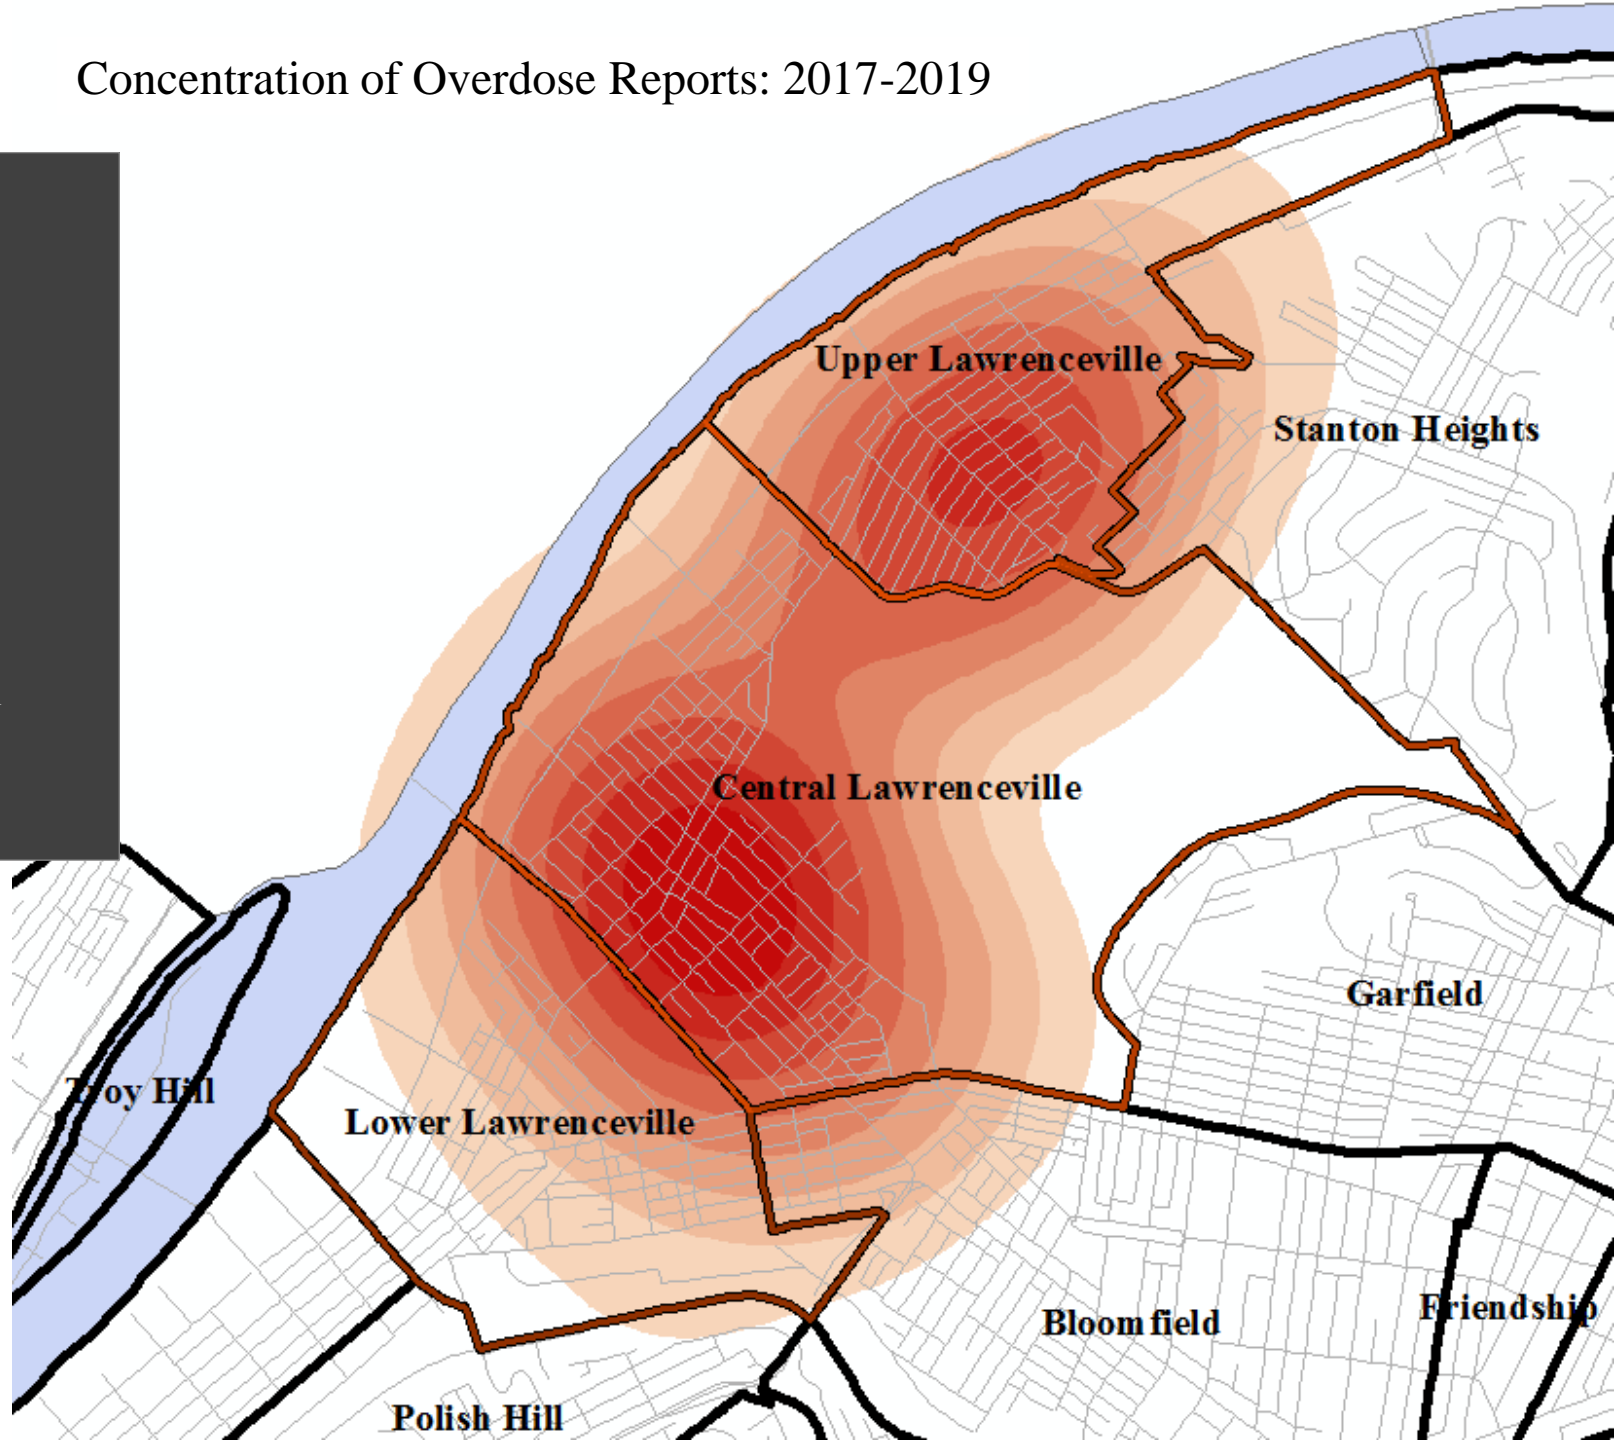 Concentration of Overdose Reports: 2017-2019
Upper Lawrenceville
Stanton Heights
Central Lawrenceville
Garfield
Troy Hill
Lower Lawrenceville
Friendship
Bloomfield
Polish Hill